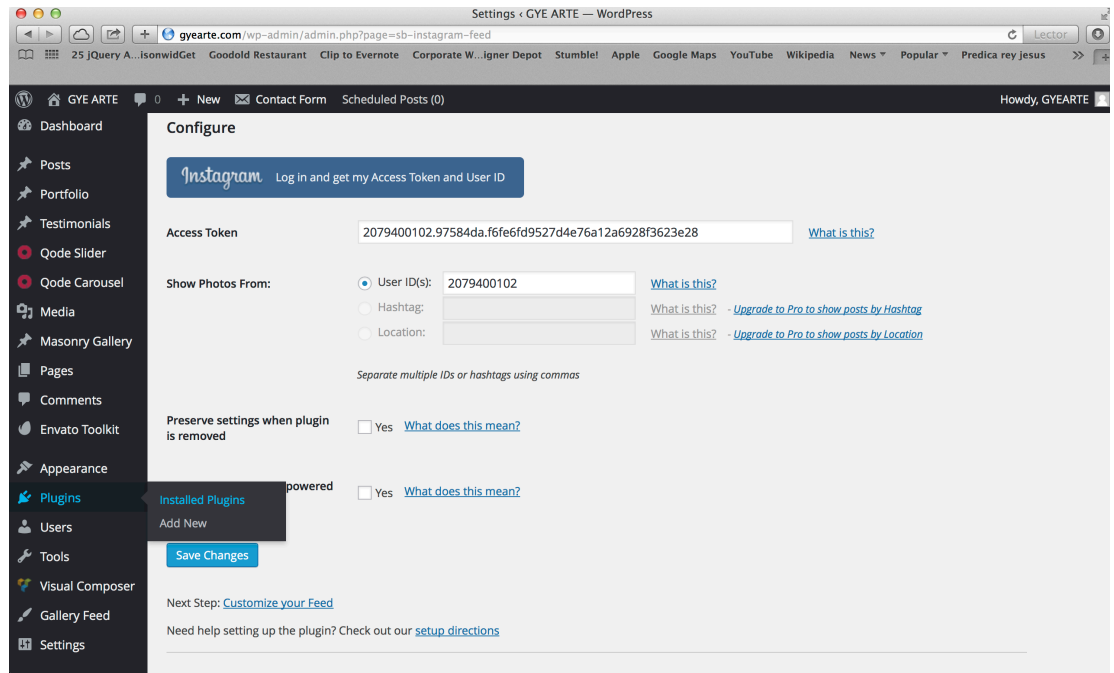 Settings ‹ GYE ARTE — WordPress
gyearte.com/wp-admin/admin.php?page=sb-instagram-feed
Lector
25 jQuery A...isonwidGet Goodold Restaurant Clip to Evernote Corporate W...igner Depot Stumble! Apple Google Maps YouTube Wikipedia News Popular Predica rey jesus >>
GYE ARTE 0 + New Contact Form Scheduled Posts (0) Howdy, GYEARTE
Dashboard
Posts
Portfolio
Testimonials
Qode Slider
Qode Carousel
Media
Masonry Gallery
Pages
Comments
Envato Toolkit
Appearance
Plugins
Installed Plugins
Add New
Users
Tools
Visual Composer
Gallery Feed
Settings
Configure
Instagram Log in and get my Access Token and User ID
Access Token 2079400102.97584da.f6fe6fd9527d4e76a12a6928f3623e28 What is this?
Show Photos From: User ID(s): 2079400102 What is this?
Hashtag: What is this? - Upgrade to Pro to show posts by Hashtag
Location: What is this? - Upgrade to Pro to show posts by Location
Separate multiple IDs or hashtags using commas
Preserve settings when plugin
is removed
Yes What does this mean?
powered
Yes What does this mean?
Save Changes
Next Step: Customize your Feed
Need help setting up the plugin? Check out our setup directions